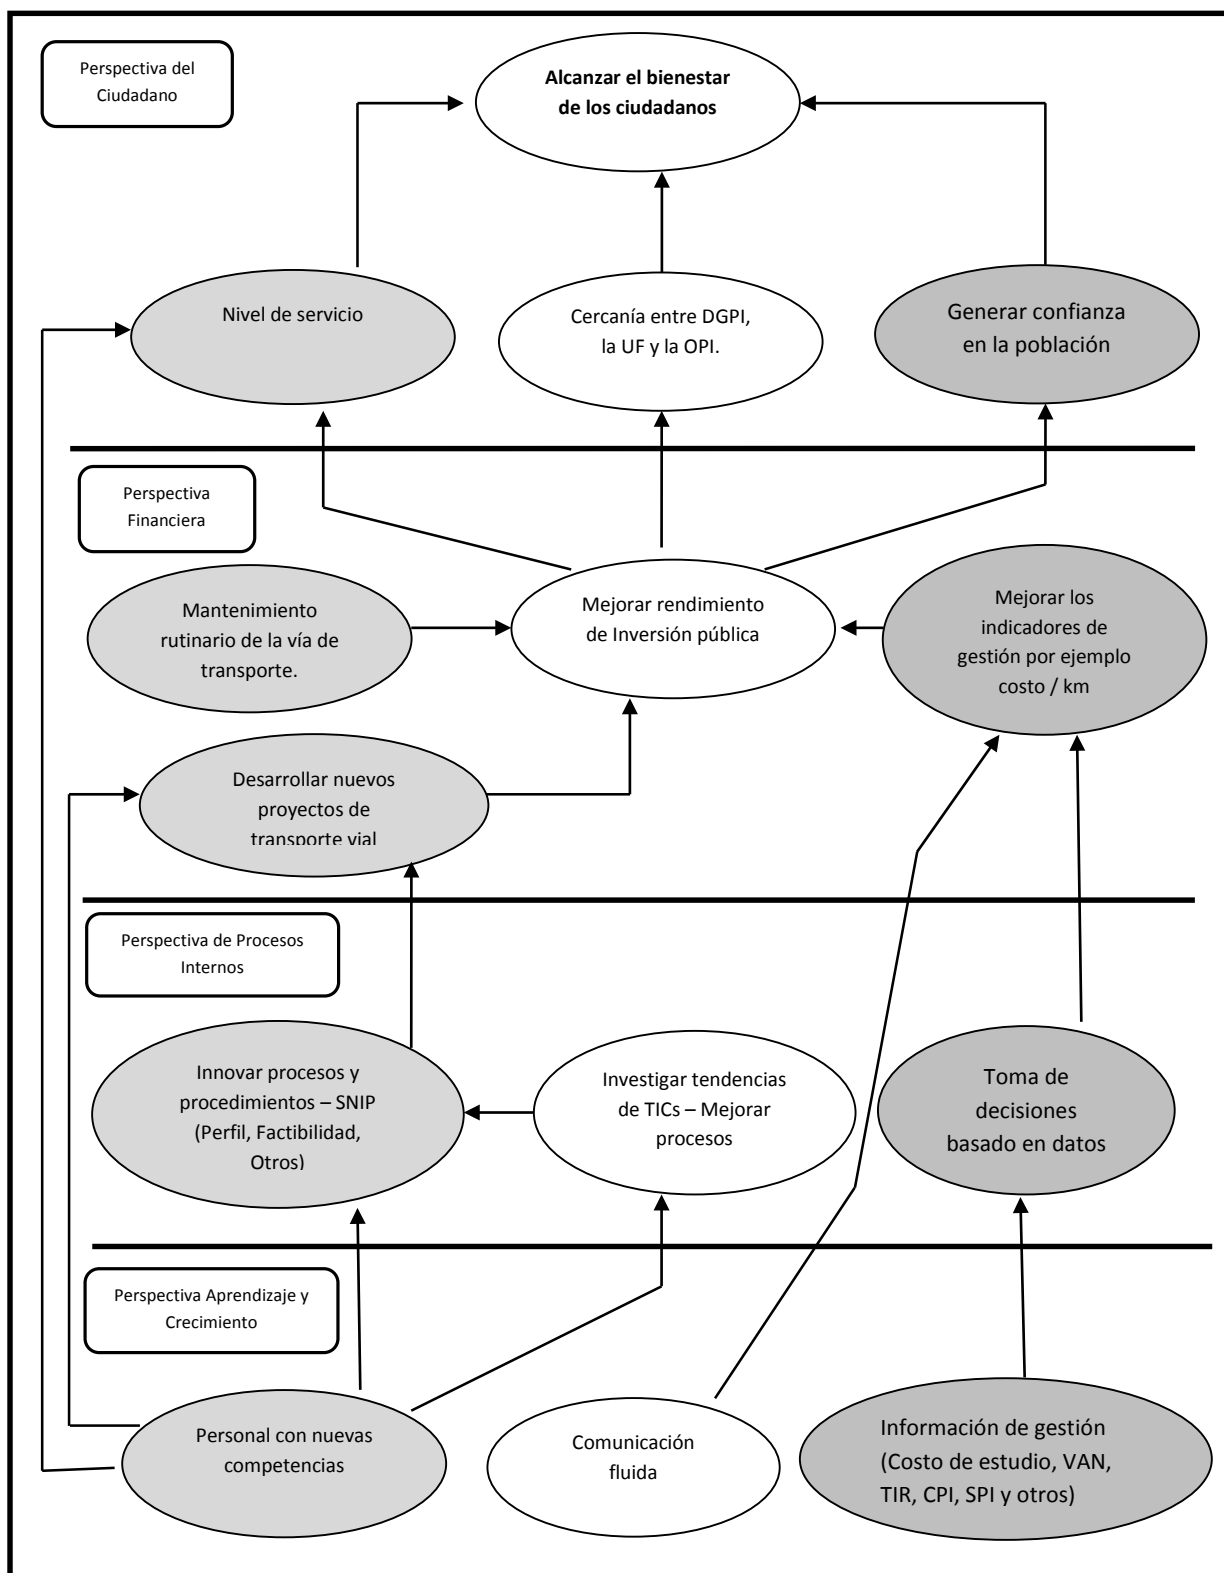 Perspectiva del
Ciudadano
Alcanzar el bienestar
de los ciudadanos
Nivel de servicio
Cercanía entre DGPI,
la UF y la OPI.
Generar confianza
en la población
Perspectiva
Financiera
Mantenimiento
rutinario de la vía de
transporte.
Mejorar rendimiento
de Inversión pública
Mejorar los
indicadores de
gestión por ejemplo
costo / km
Desarrollar nuevos
proyectos de
transporte vial
Perspectiva de Procesos
Internos
Innovar procesos y
procedimientos – SNIP
(Perfil, Factibilidad,
Otros)
Investigar tendencias
de TICs – Mejorar
procesos
Toma de
decisiones
basado en datos
Perspectiva Aprendizaje y
Crecimiento
Personal con nuevas
competencias
Comunicación
fluida
Información de gestión
(Costo de estudio, VAN,
TIR, CPI, SPI y otros)